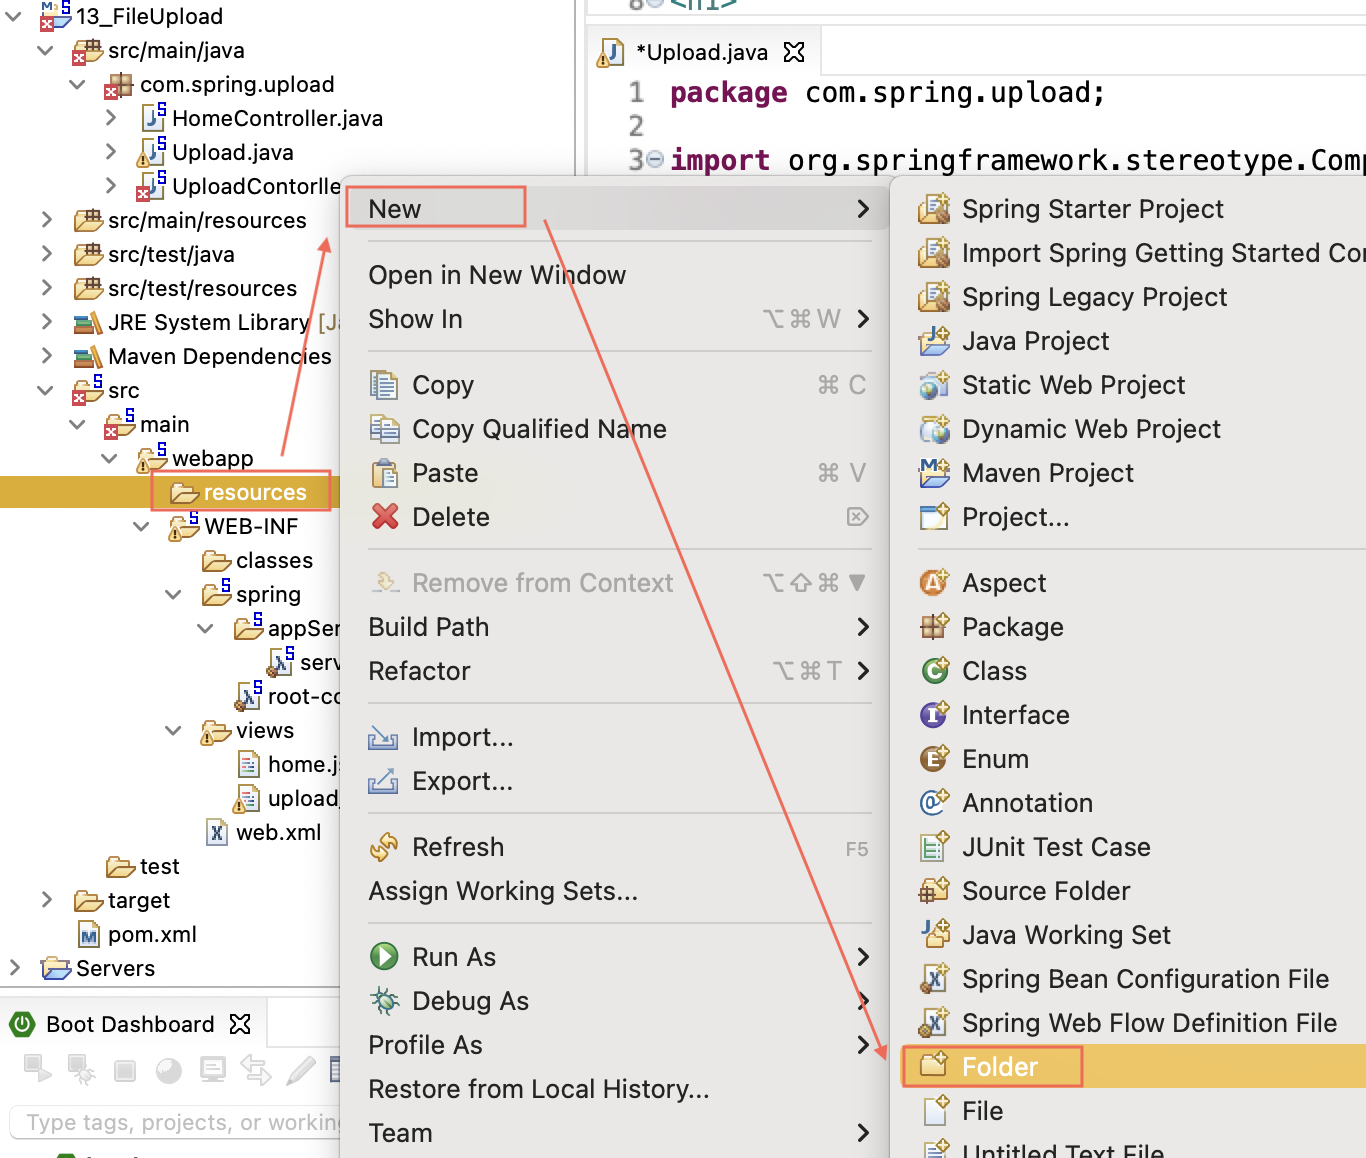 13_FileUpload
src/main/java
com.spring.upload
HomeController.java
Upload.java
UploadContorlle
src/main/resources
src/test/java
src/test/resources
JRE System Library [Ja
Maven Dependencies
src
main
webapp
resources
WEB-INF
classes
spring
appSer
serv
root-co
views
home.js
upload_
web.xml
test
target
pom.xml
Servers
Boot Dashboard
Type tags, projects, or working
8 <h1>
*Upload.java
1 package com.spring.upload;
2
3 import org.springframework.stereotype.Comp
New
Open in New Window
Show In ⌥⌘W
Copy ⌘C
Copy Qualified Name
Paste ⌘V
Delete ⌦
Remove from Context ⌥⇧⌘▼
Build Path
Refactor ⌥⌘T
Import...
Export...
Refresh F5
Assign Working Sets...
Run As
Debug As
Profile As
Restore from Local History...
Team
Spring Starter Project
Import Spring Getting Started Cor
Spring Legacy Project
Java Project
Static Web Project
Dynamic Web Project
Maven Project
Project...
Aspect
Package
Class
Interface
Enum
Annotation
JUnit Test Case
Source Folder
Java Working Set
Spring Bean Configuration File
Spring Web Flow Definition File
Folder
File
Untitled Text File